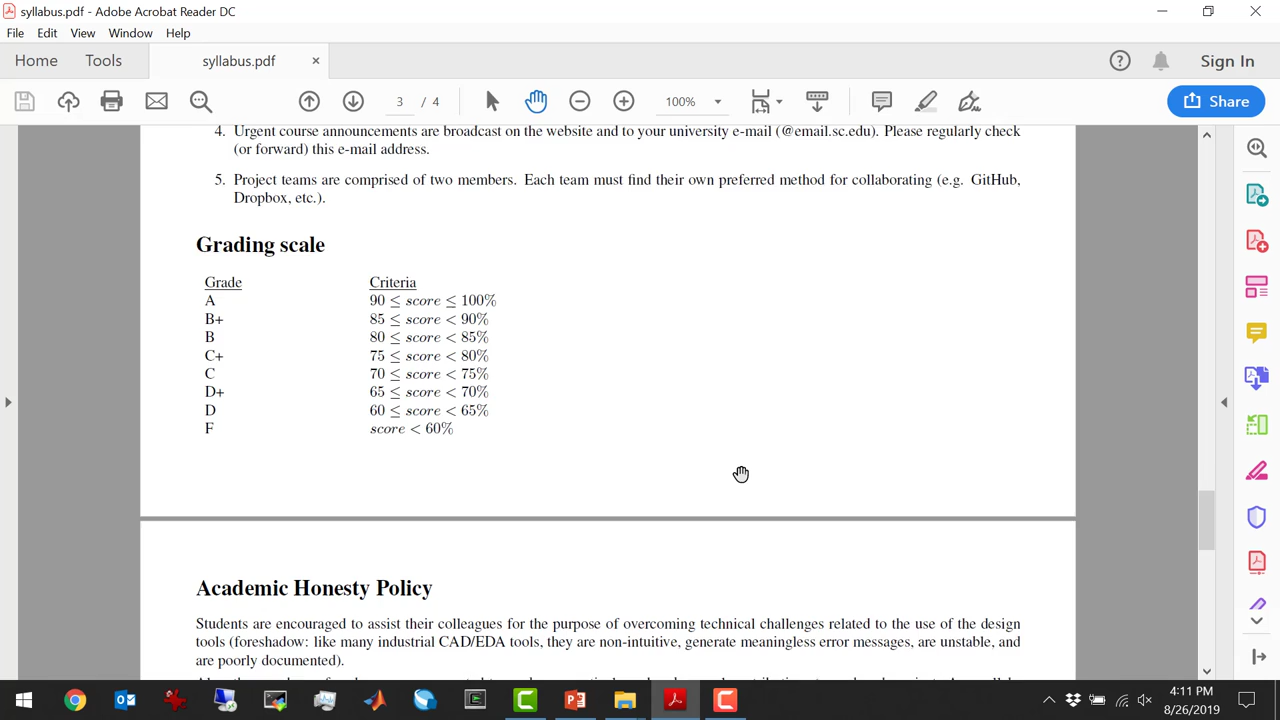 syllabus.pdf - Adobe Acrobat Reader DC
File Edit View Window Help
Home Tools syllabus.pdf × Sign In
3 / 4 100% Share
4. Urgent course announcements are broadcast on the website and to your university e-mail (@email.sc.edu). Please regularly check
(or forward) this e-mail address.
5. Project teams are comprised of two members. Each team must find their own preferred method for collaborating (e.g. GitHub,
Dropbox, etc.).
Grading scale
Grade Criteria
A 90 ≤ score ≤ 100%
B+ 85 ≤ score < 90%
B 80 ≤ score < 85%
C+ 75 ≤ score < 80%
C 70 ≤ score < 75%
D+ 65 ≤ score < 70%
D 60 ≤ score < 65%
F score < 60%
Academic Honesty Policy
Students are encouraged to assist their colleagues for the purpose of overcoming technical challenges related to the use of the design
tools (foreshadow: like many industrial CAD/EDA tools, they are non-intuitive, generate meaningless error messages, are unstable, and
are poorly documented).
4:11 PM
8/26/2019